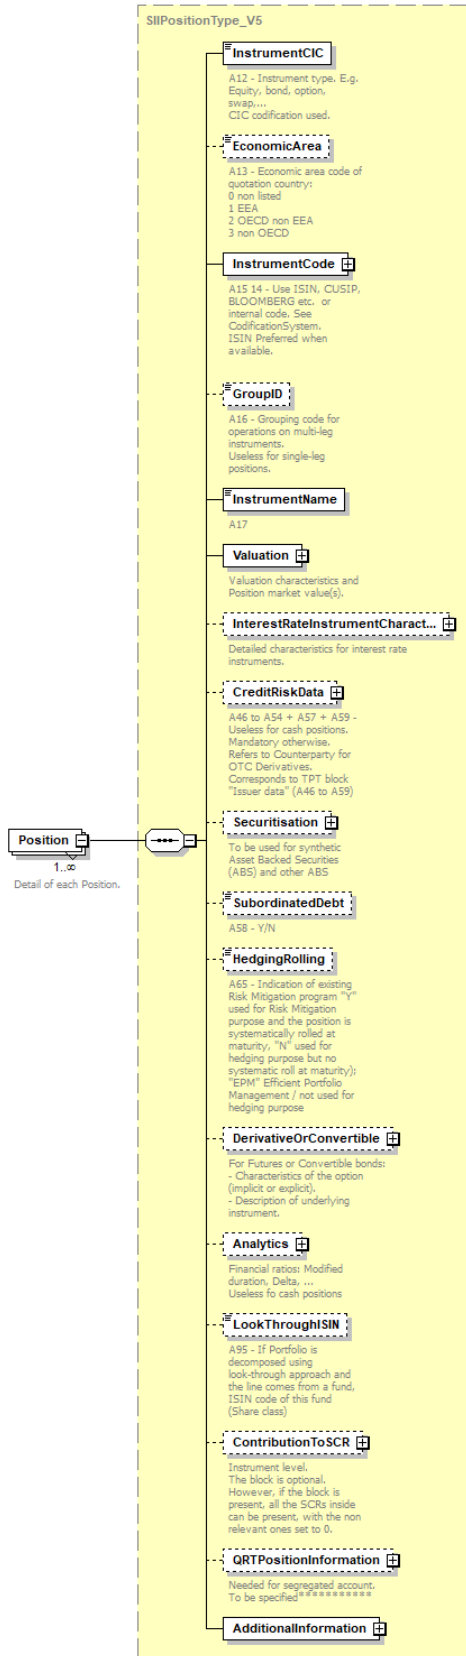 SIIPositionType_V5
InstrumentCIC
A12 - Instrument type. E.g.
Equity, bond, option,
swap,...
CIC codification used.
EconomicArea
A13 - Economic area code of
quotation country:
0 non listed
1 EEA
2 OECD non EEA
3 non OECD
InstrumentCode
A15 14 - Use ISIN, CUSIP,
BLOOMBERG etc.  or
internal code. See
CodificationSystem.
ISIN Preferred when
available.
GroupID
A16 - Grouping code for
operations on multi-leg
instruments.
Useless for single-leg
positions.
InstrumentName
A17
Valuation
Valuation characteristics and
Position market value(s).
InterestRateInstrumentCharact...
Detailed characteristics for interest rate
instruments.
CreditRiskData
A46 to A54 + A57 + A59 -
Useless for cash positions.
Mandatory otherwise.
Refers to Counterparty for
OTC Derivatives.
Corresponds to TPT block
"Issuer data" (A46 to A59)
Securitisation
To be used for synthetic
Asset Backed Securities
(ABS) and other ABS
Position
1..∞
Detail of each Position.
SubordinatedDebt
A58 - Y/N
HedgingRolling
A65 - Indication of existing
Risk Mitigation program "Y"
used for Risk Mitigation
purpose and the position is
systematically rolled at
maturity, "N" used for
hedging purpose but no
systematic roll at maturity);
"EPM" Efficient Portfolio
Management / not used for
hedging purpose
DerivativeOrConvertible
For Futures or Convertible bonds:
- Characteristics of the option
(implicit or explicit).
- Description of underlying
instrument.
Analytics
Financial ratios: Modified
duration, Delta, ...
Useless fo cash positions
LookThroughISIN
A95 - If Portfolio is
decomposed using
look-through approach and
the line comes from a fund,
ISIN code of this fund
(Share class)
ContributionToSCR
Instrument level.
The block is optional.
However, if the block is
present, all the SCRs inside
can be present, with the non
relevant ones set to 0.
QRTPositionInformation
Needed for segregated account.
To be specified***********
AdditionalInformation